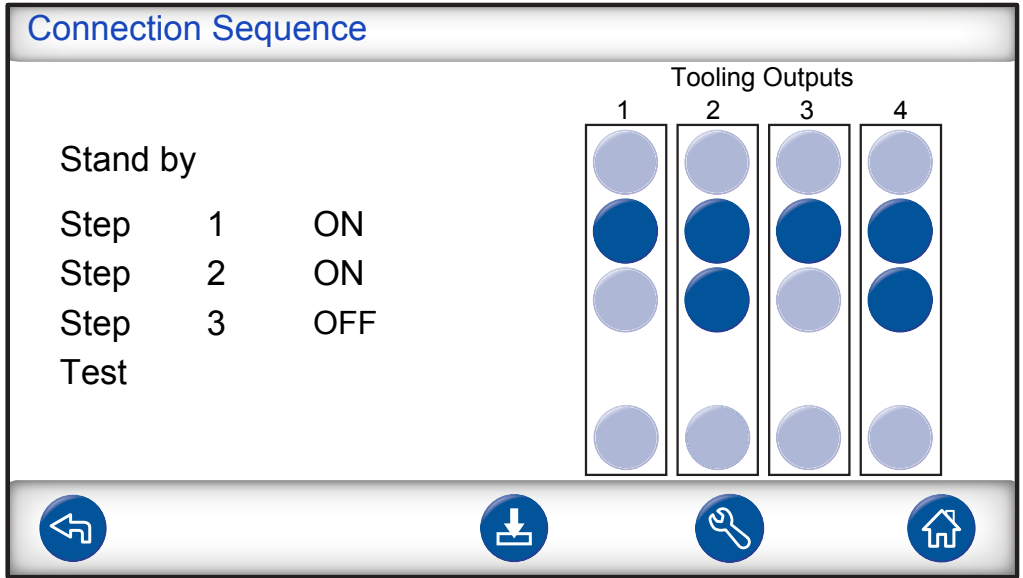 Connection Sequence
Tooling Outputs
1 2 3 4
Stand by
Step 1 ON
Step 2 ON
Step 3 OFF
Test